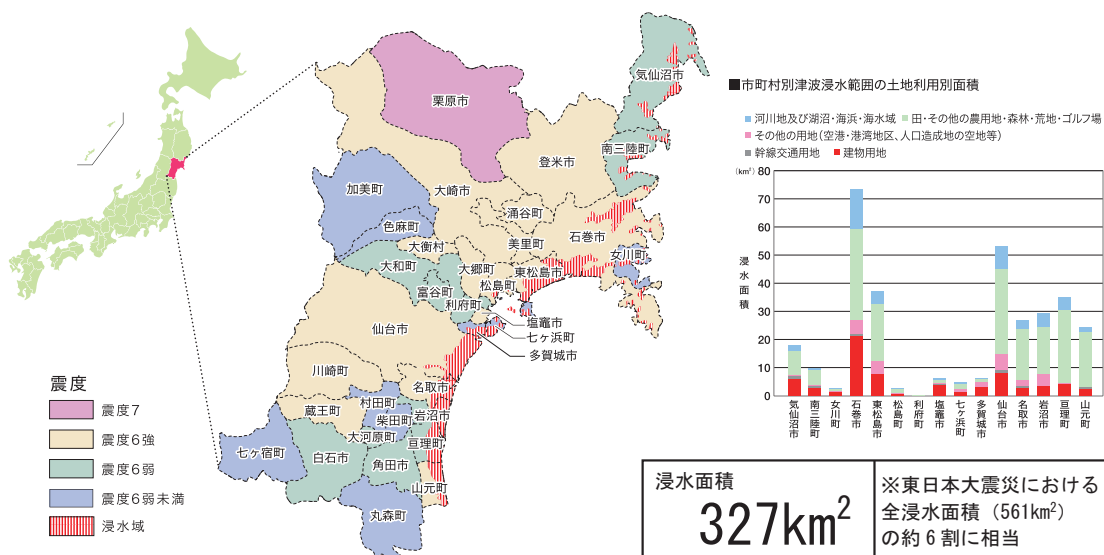 栗原市
気仙沼市
南三陸町
登米市
加美町
大崎市
色麻町
涌谷町
石巻市
大衡村
美里町
女川町
大和町
大郷町
東松島市
富谷町
松島町
利府町
塩竈市
七ヶ浜町
多賀城市
仙台市
川崎町
名取市
村田町
岩沼市
蔵王町
柴田町
大河原町
亘理町
七ヶ宿町
白石市
角田市
山元町
丸森町
震度
震度7
震度6強
震度6弱
震度6弱未満
浸水域
■市町村別津波浸水範囲の土地利用別面積
河川地及び湖沼・海浜・海水域
田・その他の農用地・森林・荒地・ゴルフ場
その他の用地(空港・港湾地区、人口造成地の空地等)
幹線交通用地
建物用地
(km²)
80
70
60
50
40
30
20
10
0
浸水面積
気仙沼市
南三陸町
女川町
石巻市
東松島市
松島町
利府町
塩竈市
七ヶ浜町
多賀城市
仙台市
名取市
岩沼市
亘理町
山元町
浸水面積
327km²
※東日本大震災における
全浸水面積（561km²）
の約6割に相当